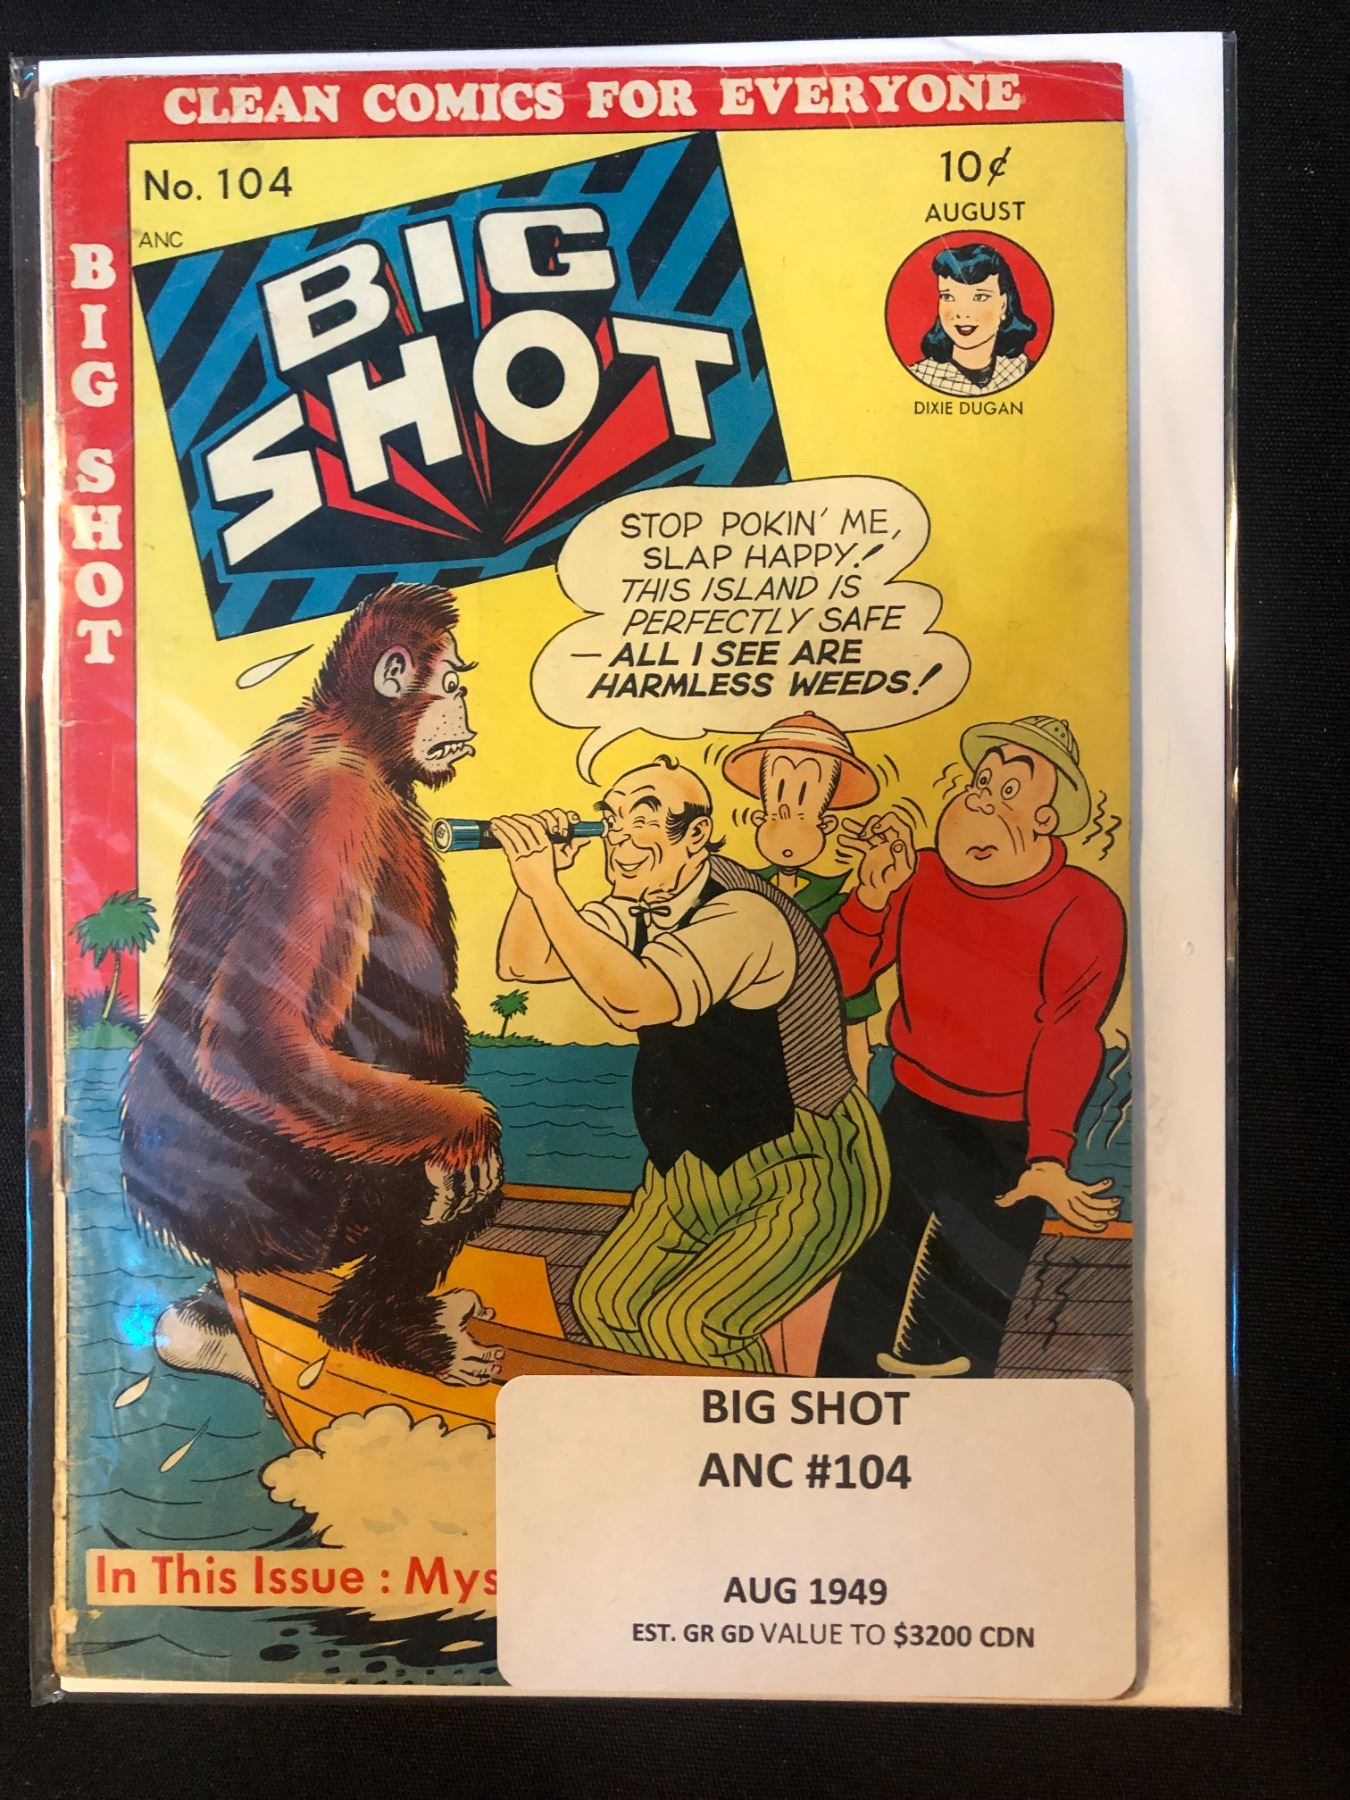 CLEAN COMICS FOR EVERYONE
No. 104
10¢
AUGUST
ANC
BIG
SHOT
BIG SHOT
DIXIE DUGAN
STOP POKIN' ME,
SLAP HAPPY!
THIS ISLAND IS
PERFECTLY SAFE
— ALL I SEE ARE
HARMLESS WEEDS!
In This Issue : Mys
BIG SHOT
ANC #104
AUG 1949
EST. GR GD VALUE TO $3200 CDN